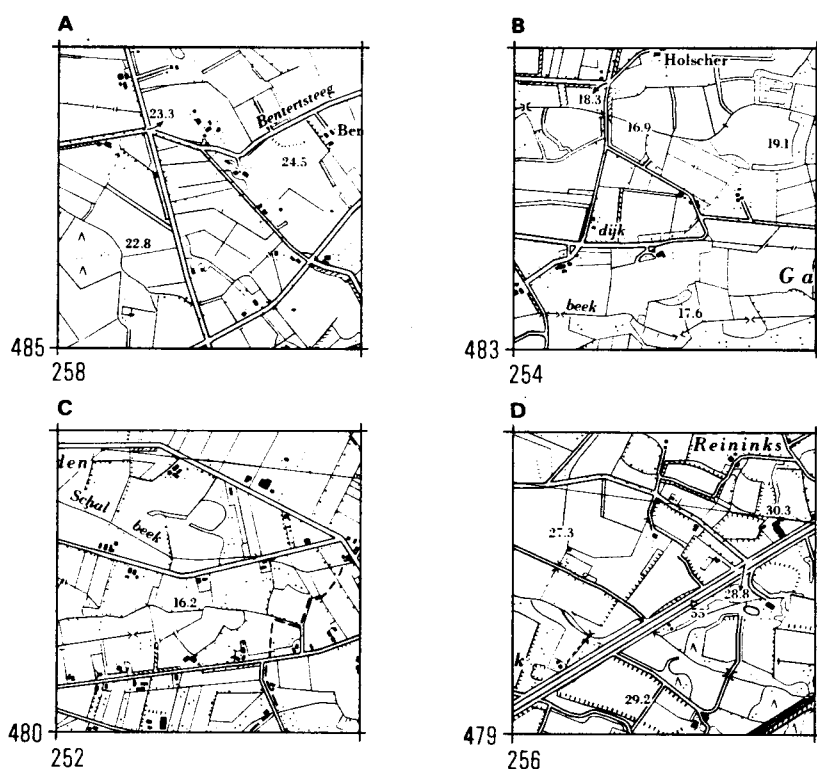 A
23.3
Bentertsteeg
Ben
24.5
22.8
485
258
B
Holscher
18.3
16.9
19.1
dijk
Ga
beek
17.6
483
254
C
den
Schal
beek
16.2
480
252
D
Reininks
30.3
27.3
28.8
55
k
29.2
479
256